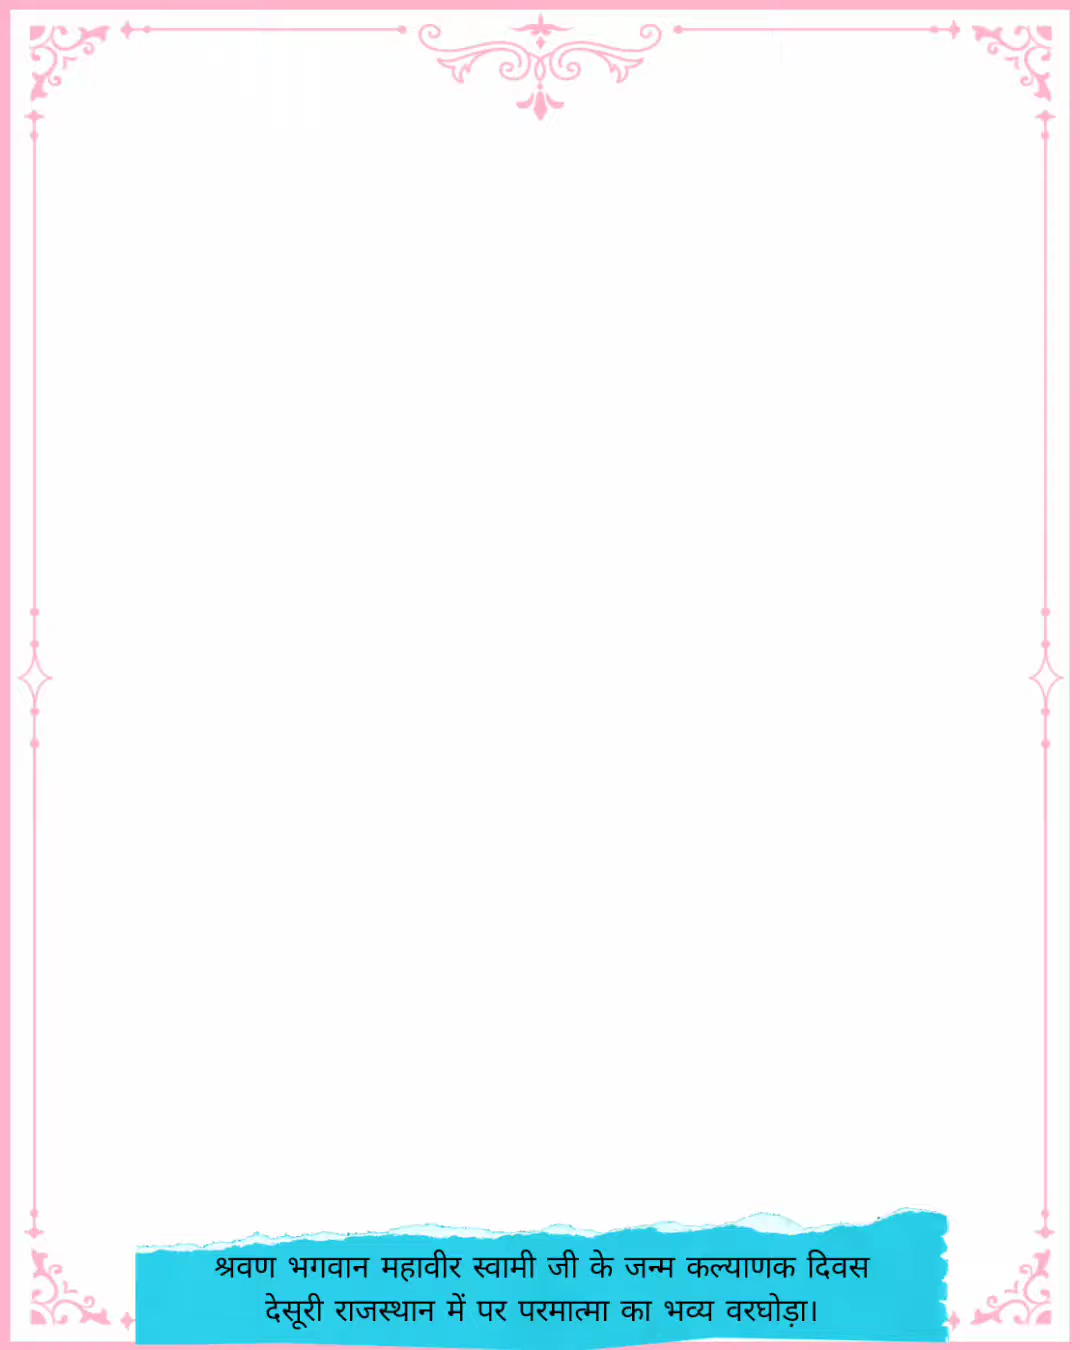 श्रवण भगवान महावीर स्वामी जी के जन्म कल्याणक दिवस
देसूरी राजस्थान में पर परमात्मा का भव्य वरघोड़ा।